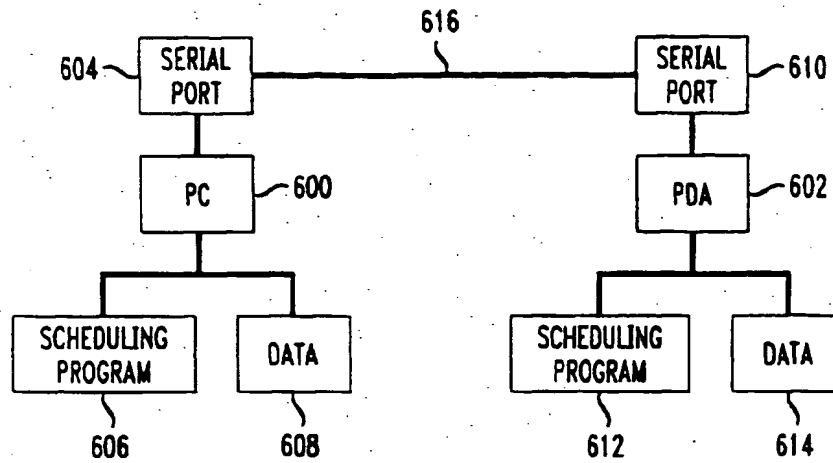 616
604
SERIAL
PORT
SERIAL
PORT
610
PC
600
PDA
602
SCHEDULING
PROGRAM
DATA
SCHEDULING
PROGRAM
DATA
606
608
612
614